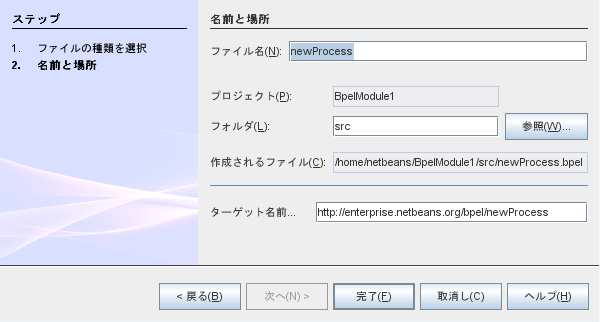 ステップ
1. ファイルの種類を選択
2. 名前と場所
名前と場所
ファイル名(N): newProcess
プロジェクト(P): BpelModule1
フォルダ(L): src 参照(W)...
作成されるファイル(C): /home/netbeans/BpelModule1/src/newProcess.bpel
ターゲット名前... http://enterprise.netbeans.org/bpel/newProcess
< 戻る(B) 次へ(N) > 完了(F) 取消し(C) ヘルプ(H)